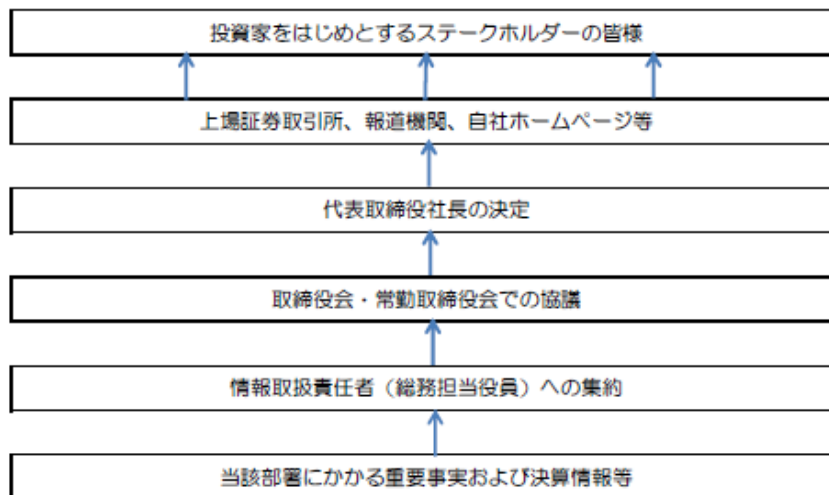 投資家をはじめとするステークホルダーの皆様
上場証券取引所、報道機関、自社ホームページ等
代表取締役社長の決定
取締役会・常勤取締役会での協議
情報取扱責任者（総務担当役員）への集約
当該部署にかかる重要事実および決算情報等